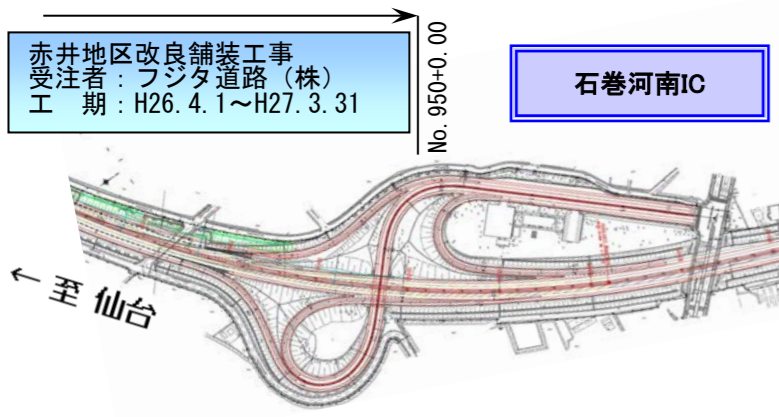 赤井地区改良舗装工事
受注者：フジタ道路（株）
工　期：H26.4.1～H27.3.31
No. 950+0.00
石巻河南IC
← 至 仙台